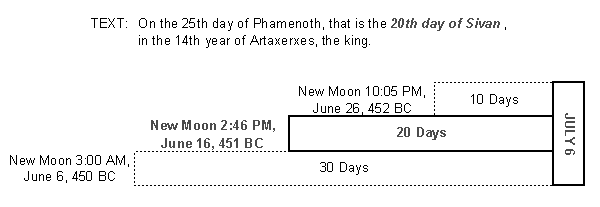 TEXT: On the 25th day of Phamenoth, that is the 20th day of Sivan ,
in the 14th year of Artaxerxes, the king.
New Moon 10:05 PM,
June 26, 452 BC
10 Days
New Moon 2:46 PM,
June 16, 451 BC
20 Days
New Moon 3:00 AM,
June 6, 450 BC
30 Days
JULY 6